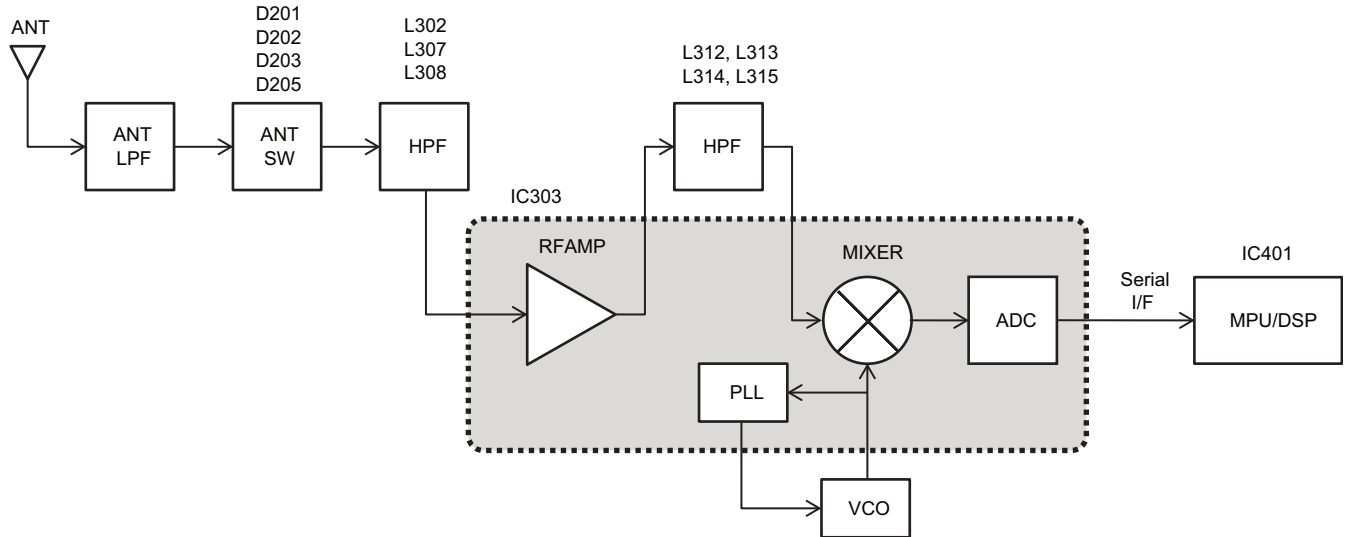 ANT
D201
D202
D203
D205
L302
L307
L308
L312, L313
L314, L315
ANT
LPF
ANT
SW
HPF
HPF
IC303
RFAMP
MIXER
ADC
Serial
I/F
IC401
MPU/DSP
PLL
VCO